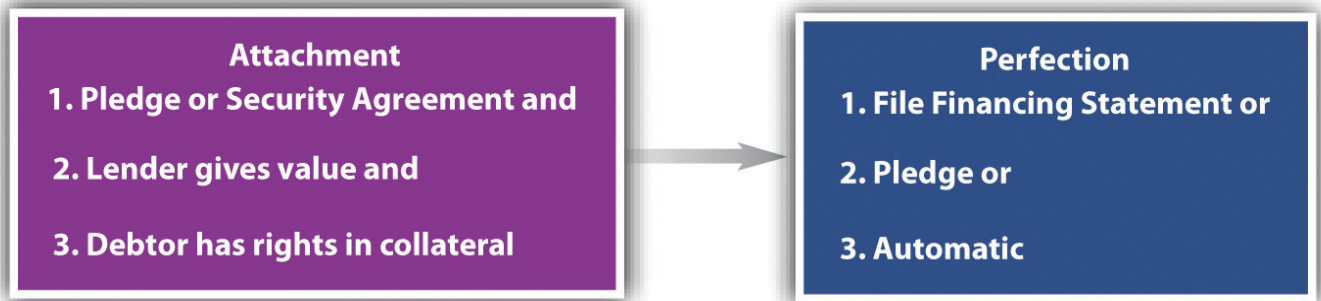 Attachment
1. Pledge or Security Agreement and
2. Lender gives value and
3. Debtor has rights in collateral
Perfection
1. File Financing Statement or
2. Pledge or
3. Automatic